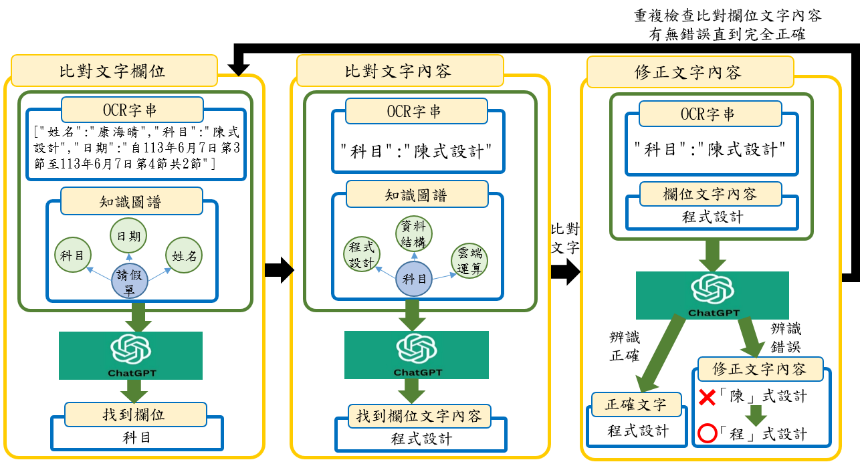 重複檢查比對欄位文字內容
有無錯誤直到完全正確
比對文字欄位
OCR字串
["姓名":"康海晴","科目":"陳式
設計","日期":"自113年6月7日第3
節至113年6月7日第4節共2節"]
知識圖譜
日期
科目
姓名
請假
單
ChatGPT
找到欄位
科目
比對文字內容
OCR字串
"科目":"陳式設計"
知識圖譜
資料
結構
程式
設計
雲端
運算
科目
ChatGPT
找到欄位文字內容
程式設計
比對
文字
修正文字內容
OCR字串
"科目":"陳式設計"
欄位文字內容
程式設計
ChatGPT
辨識
正確
辨識
錯誤
正確文字
程式設計
修正文字內容
「陳」式設計
「程」式設計